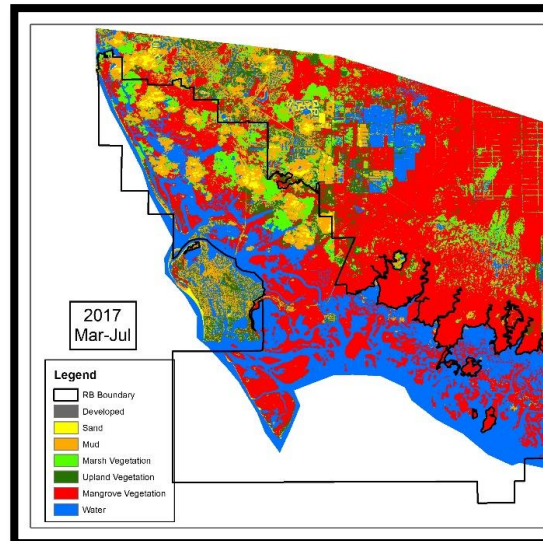 2017
Mar-Jul
Legend
RB Boundary
Developed
Sand
Mud
Marsh Vegetation
Upland Vegetation
Mangrove Vegetation
Water